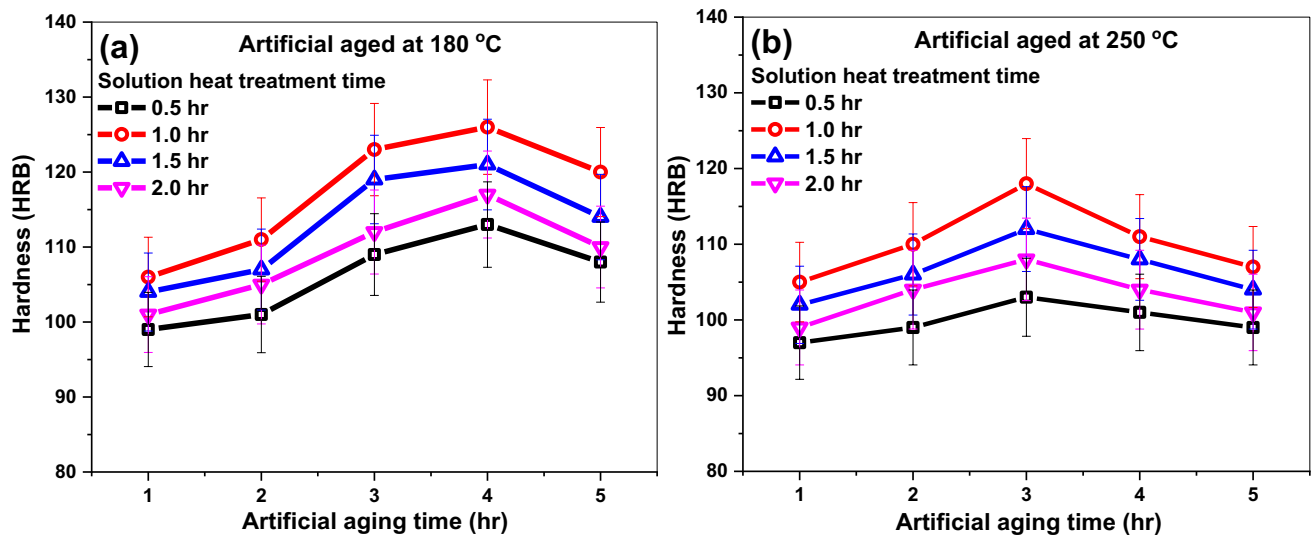 (a)
Artificial aged at 180 °C
Solution heat treatment time
0.5 hr
1.0 hr
1.5 hr
2.0 hr
Hardness (HRB)
140
130
120
110
100
90
80
1 2 3 4 5
Artificial aging time (hr)
(b)
Artificial aged at 250 °C
Solution heat treatment time
0.5 hr
1.0 hr
1.5 hr
2.0 hr
Hardness (HRB)
140
130
120
110
100
90
80
1 2 3 4 5
Artificial aging time (hr)